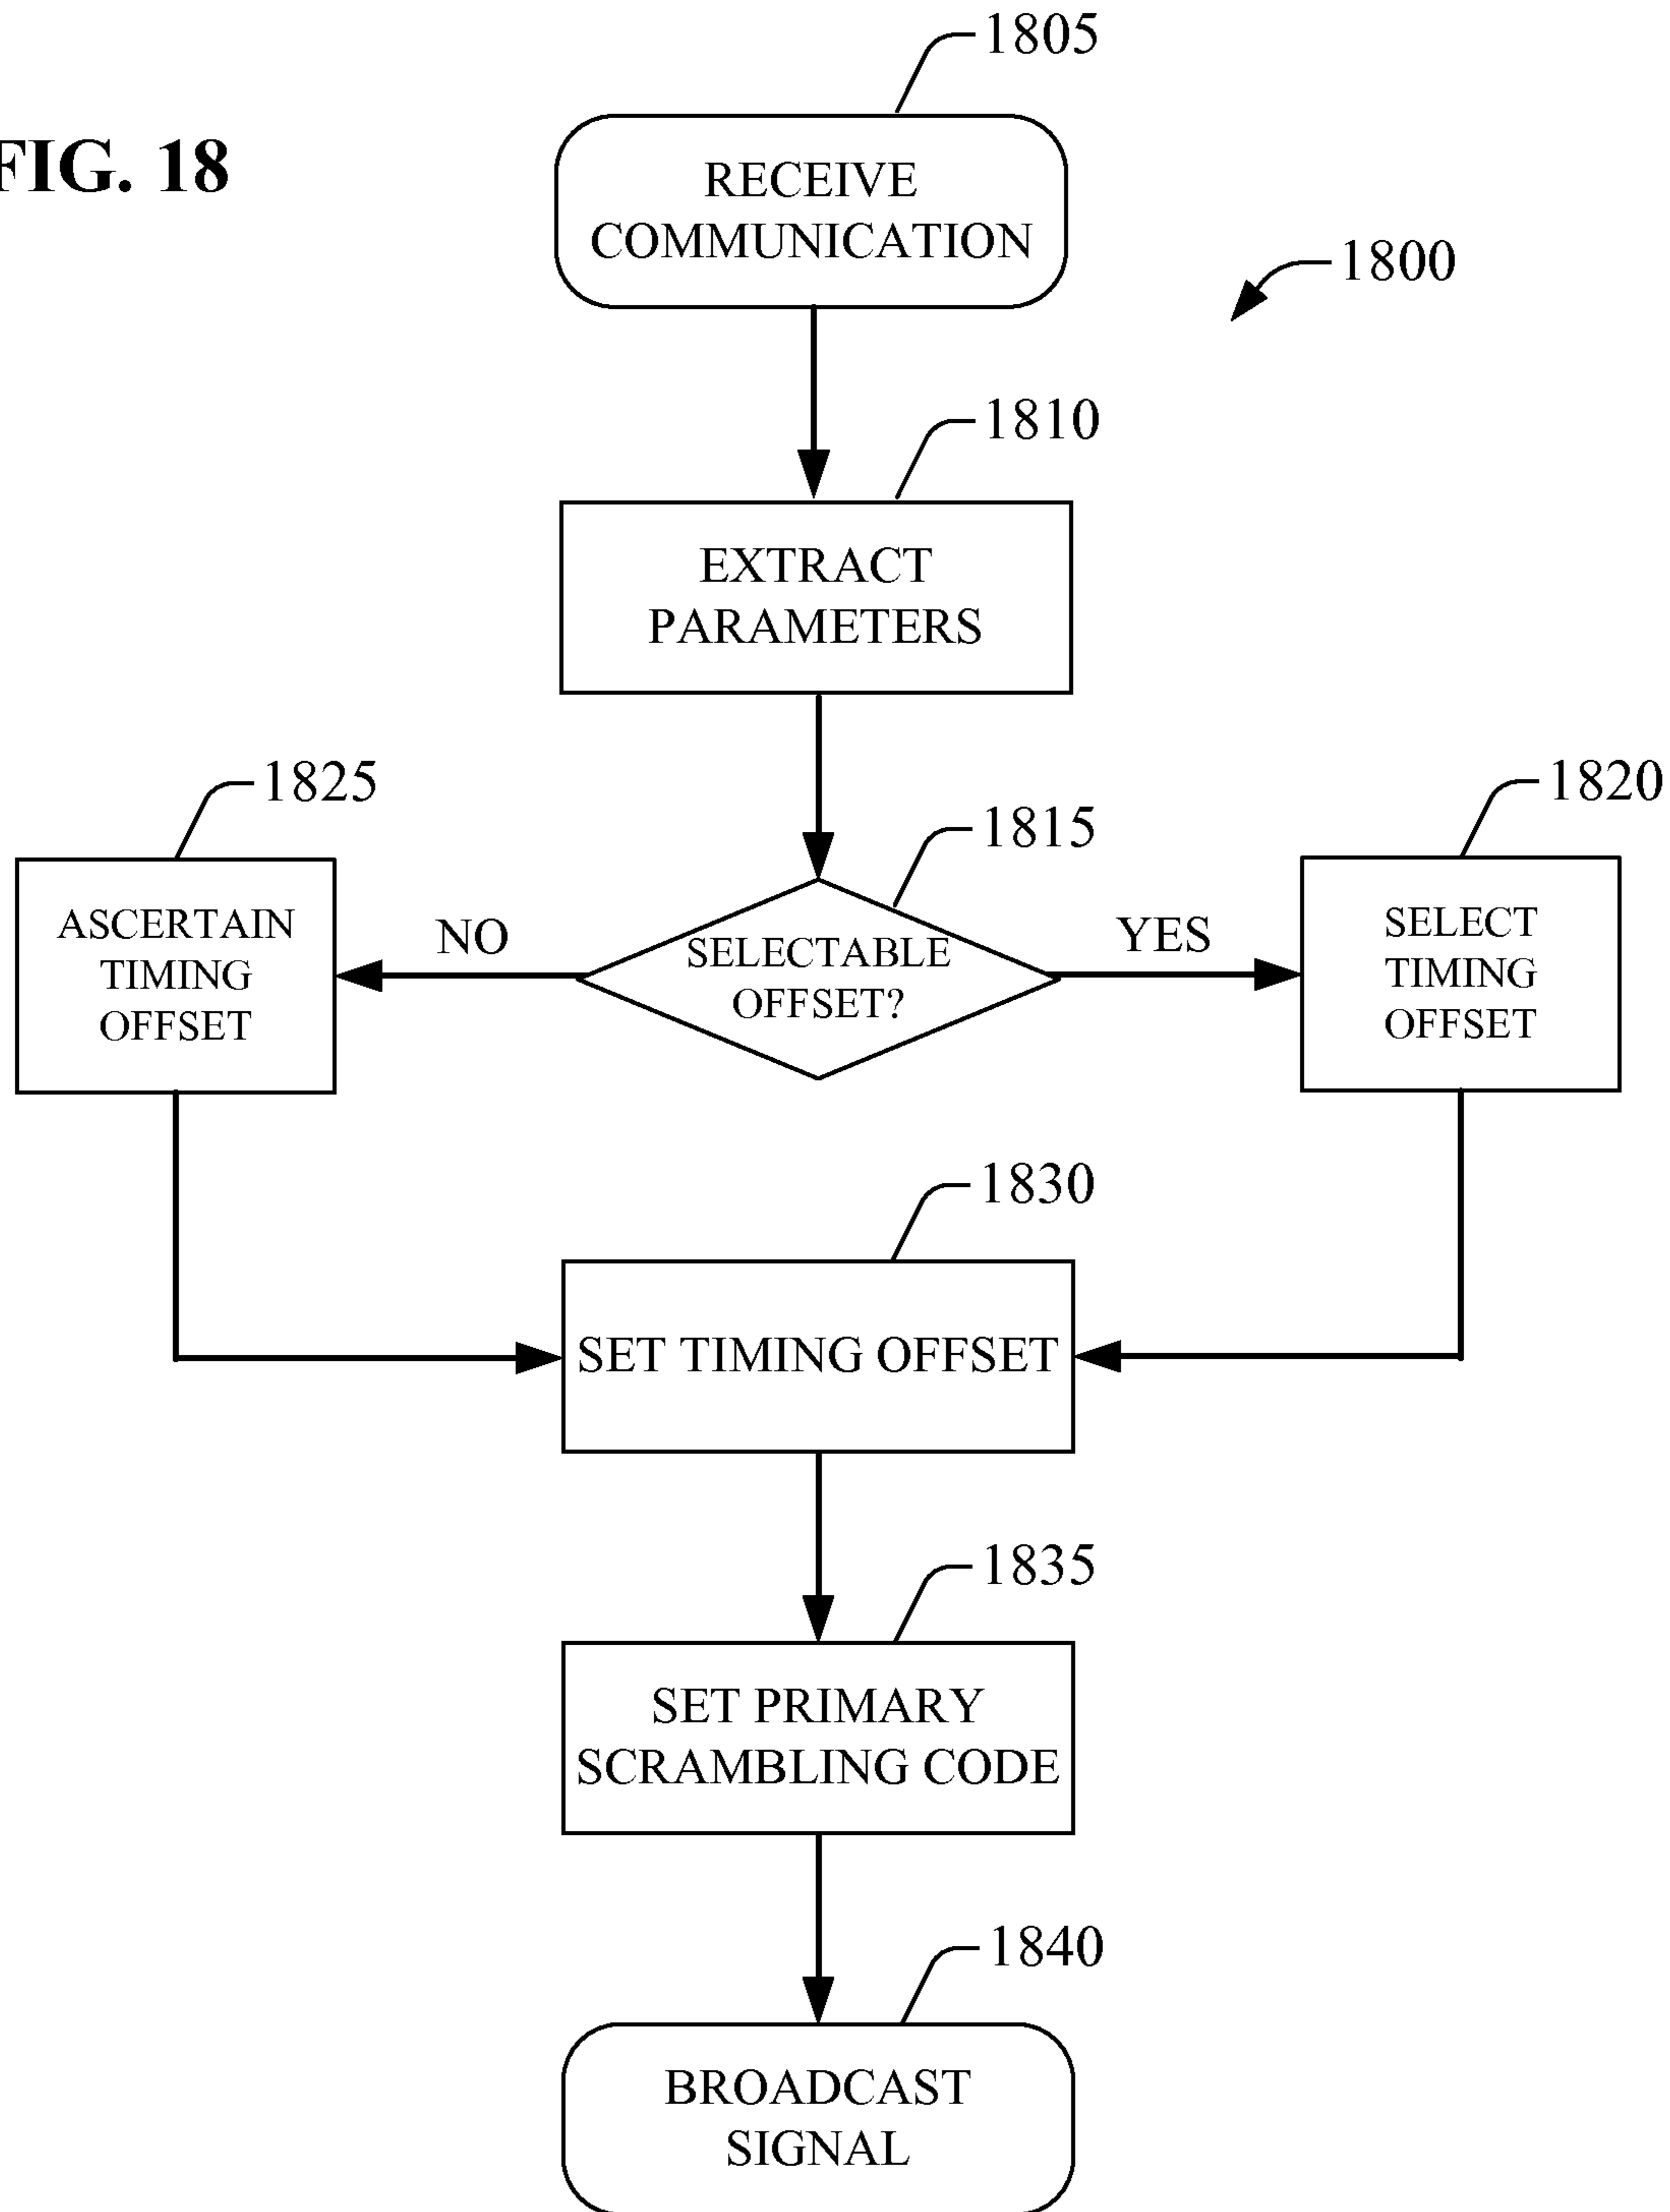 1805
FIG. 18
RECEIVE
COMMUNICATION
1800
1810
EXTRACT
PARAMETERS
1825
1820
1815
ASCERTAIN
TIMING
OFFSET
NO
SELECTABLE
OFFSET?
YES
SELECT
TIMING
OFFSET
1830
SET TIMING OFFSET
1835
SET PRIMARY
SCRAMBLING CODE
1840
BROADCAST
SIGNAL